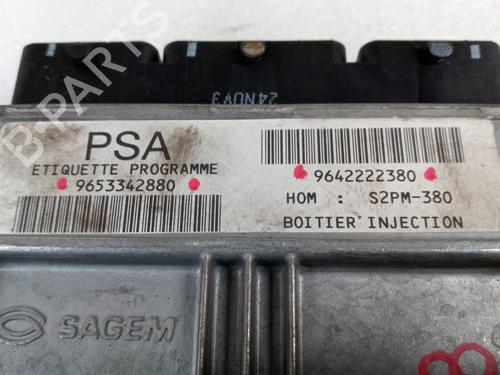 24NOV3
PSA
ETIQUETTE PROGRAMME
9653342880
9642222380
HOM : S2PM-380
BOITIER INJECTION
SAGEM
B-PARTS